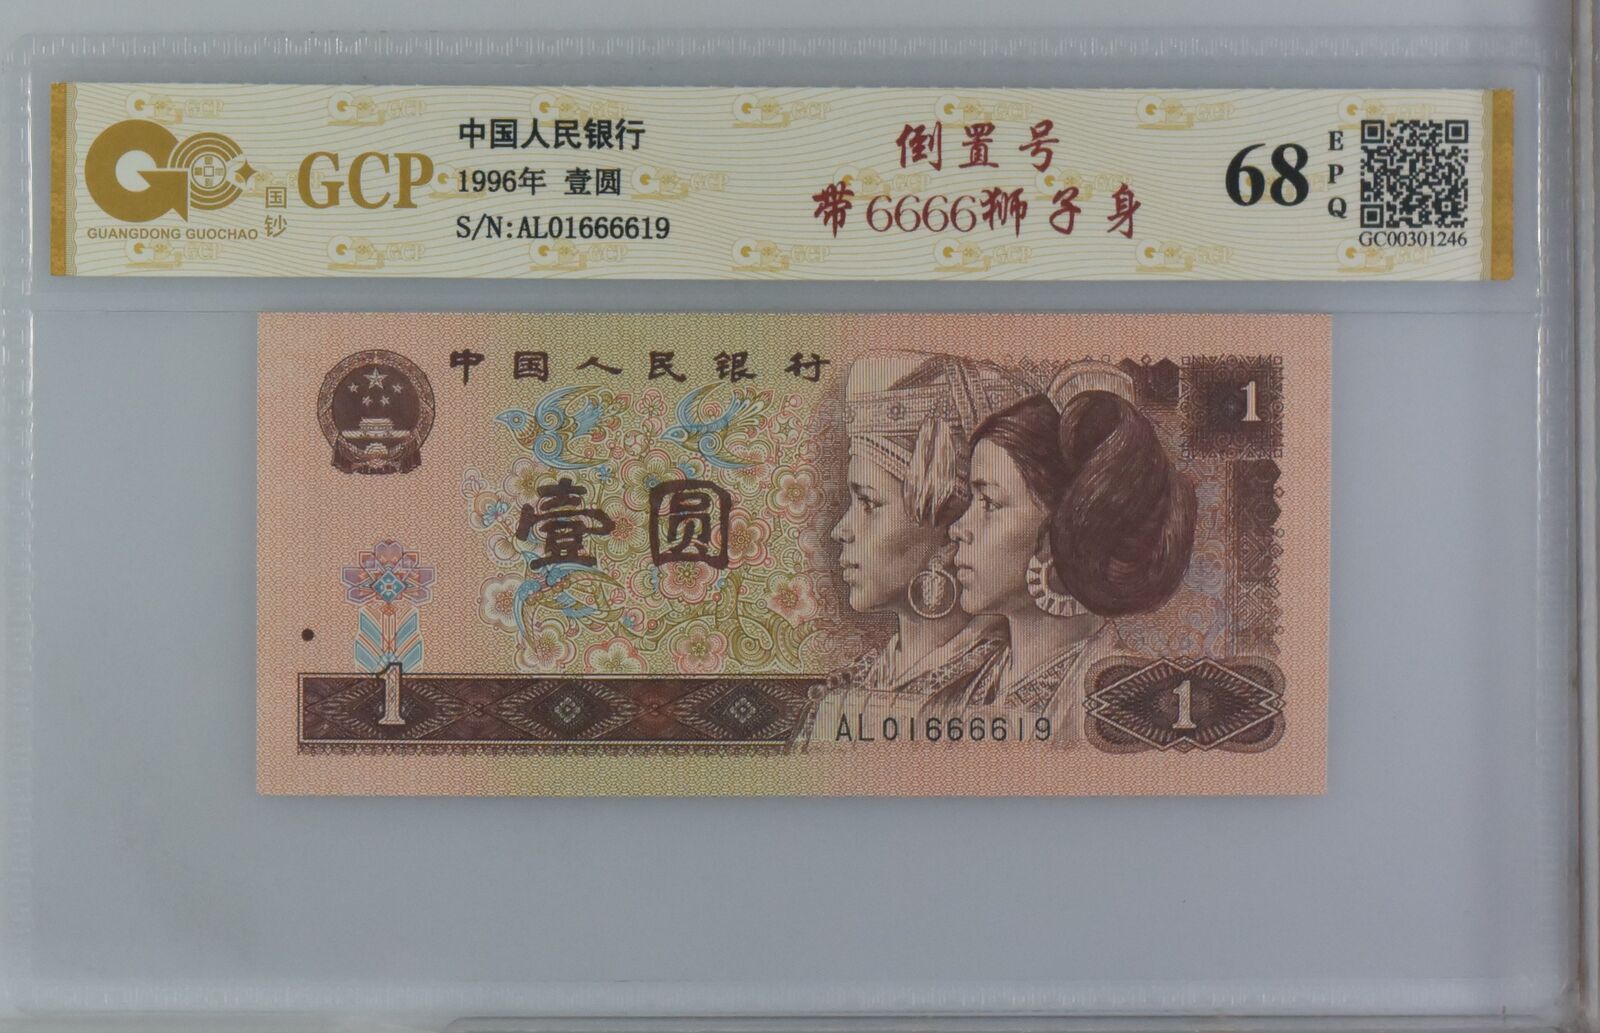 GCP
国
钞
GUANGDONG GUOCHAO
中国人民银行
1996年 壹圆
S/N:AL01666619
倒置号
带6666狮子身
68
EPQ
GC00301246
中国人民银行
1
壹圆
1
AL01666619
1